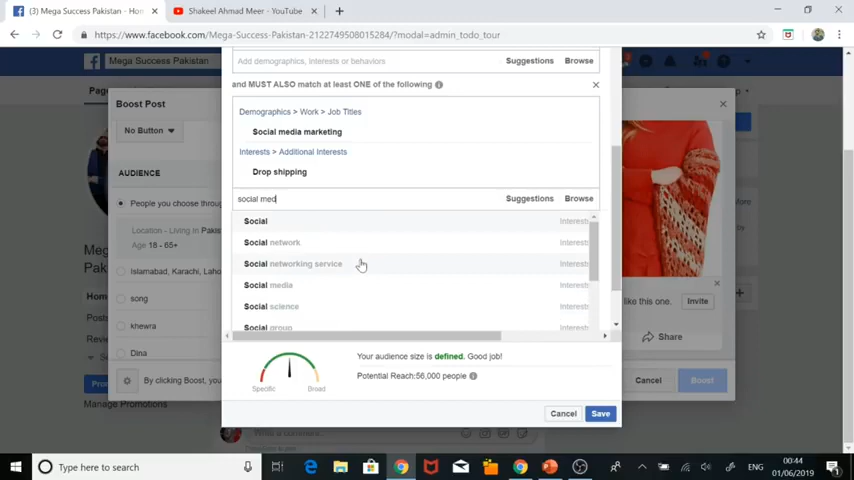 (3) Mega Success Pakistan - Ho
Shakeel Ahmad Meer - YouTube
https://www.facebook.com/Mega-Success-Pakistan-2122749508015284/?modal=admin_todo_tour
Mega Success Pakistan
Add demographics, interests or behaviors
Suggestions
Browse
and MUST ALSO match at least ONE of the following
Boost Post
No Button
Demographics > Work > Job Titles
Social media marketing
Interests > Additional Interests
Drop shipping
AUDIENCE
People you choose throu
social med
Suggestions
Browse
Location - Living In Pakis
Age 18 - 65+
Social
Interests
Social network
Interests
Social networking service
Interests
Social media
Interests
Social science
Interests
Social group
Islamabad, Karachi, Laho
song
khewra
Dina
like this one.
Invite
Share
Your audience size is defined. Good job!
Potential Reach:56,000 people
Specific
Broad
By clicking Boost, you
Cancel
Boost
Manage Promotions
Cancel
Save
Write a comment...
Type here to search
ENG
00:44
01/06/2019